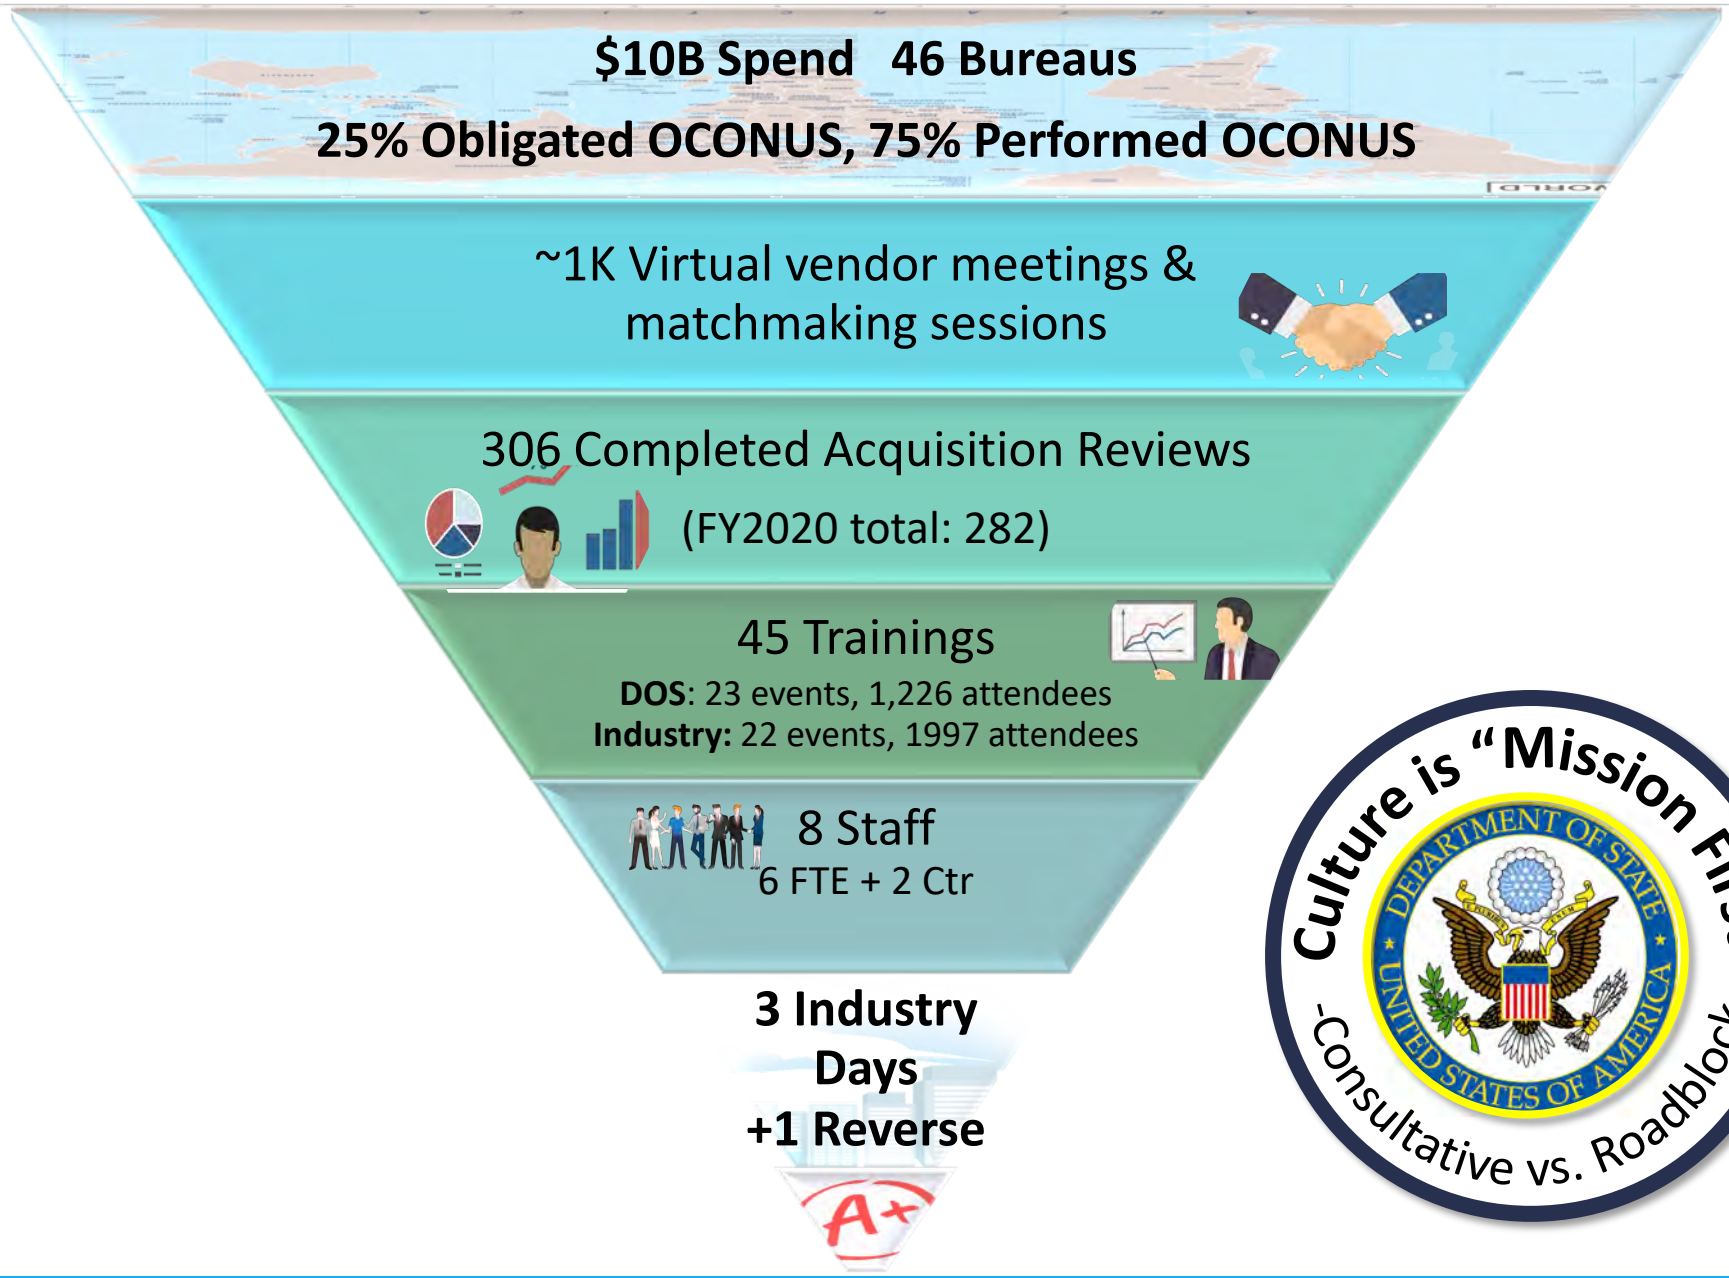 $10B Spend   46 Bureaus
25% Obligated OCONUS, 75% Performed OCONUS
WORLD
~1K Virtual vendor meetings &
matchmaking sessions
306 Completed Acquisition Reviews
(FY2020 total: 282)
45 Trainings
DOS: 23 events, 1,226 attendees
Industry: 22 events, 1997 attendees
8 Staff
6 FTE + 2 Ctr
3 Industry
Days
+1 Reverse
A+
Culture is “Mission
-Consultative vs. Roadblock
DEPARTMENT OF STATE
UNITED STATES OF AMERICA